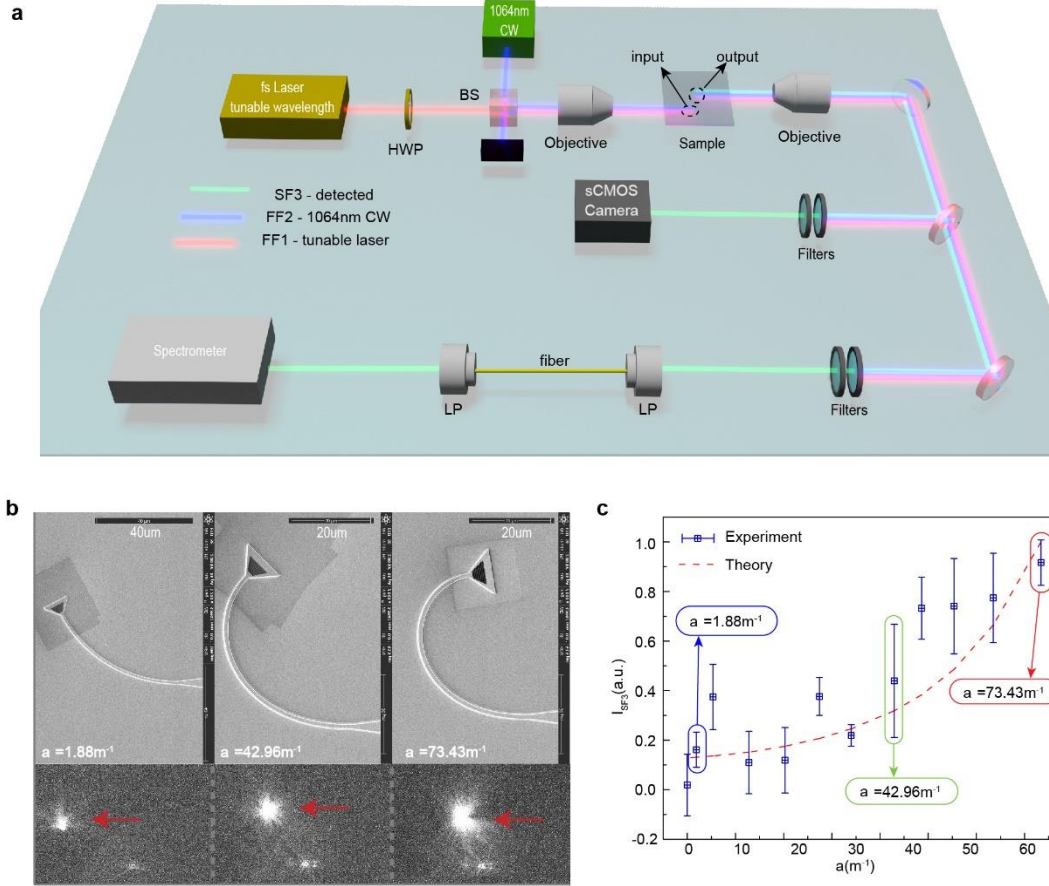 a
1064nm
CW
fs Laser
tunable wavelength
BS
input
output
HWP
Objective
Sample
Objective
sCMOS
Camera
SF3 - detected
FF2 - 1064nm CW
FF1 - tunable laser
Filters
Spectrometer
fiber
LP
LP
Filters
b
40um
20um
20um
a =1.88m⁻¹
a =42.96m⁻¹
a =73.43m⁻¹
c
Experiment
Theory
a =1.88m⁻¹
a =73.43m⁻¹
a =42.96m⁻¹
I_SF3(a.u.)
1.0
0.8
0.6
0.4
0.2
0.0
-0.2
0 10 20 30 40 50 60
a(m⁻¹)